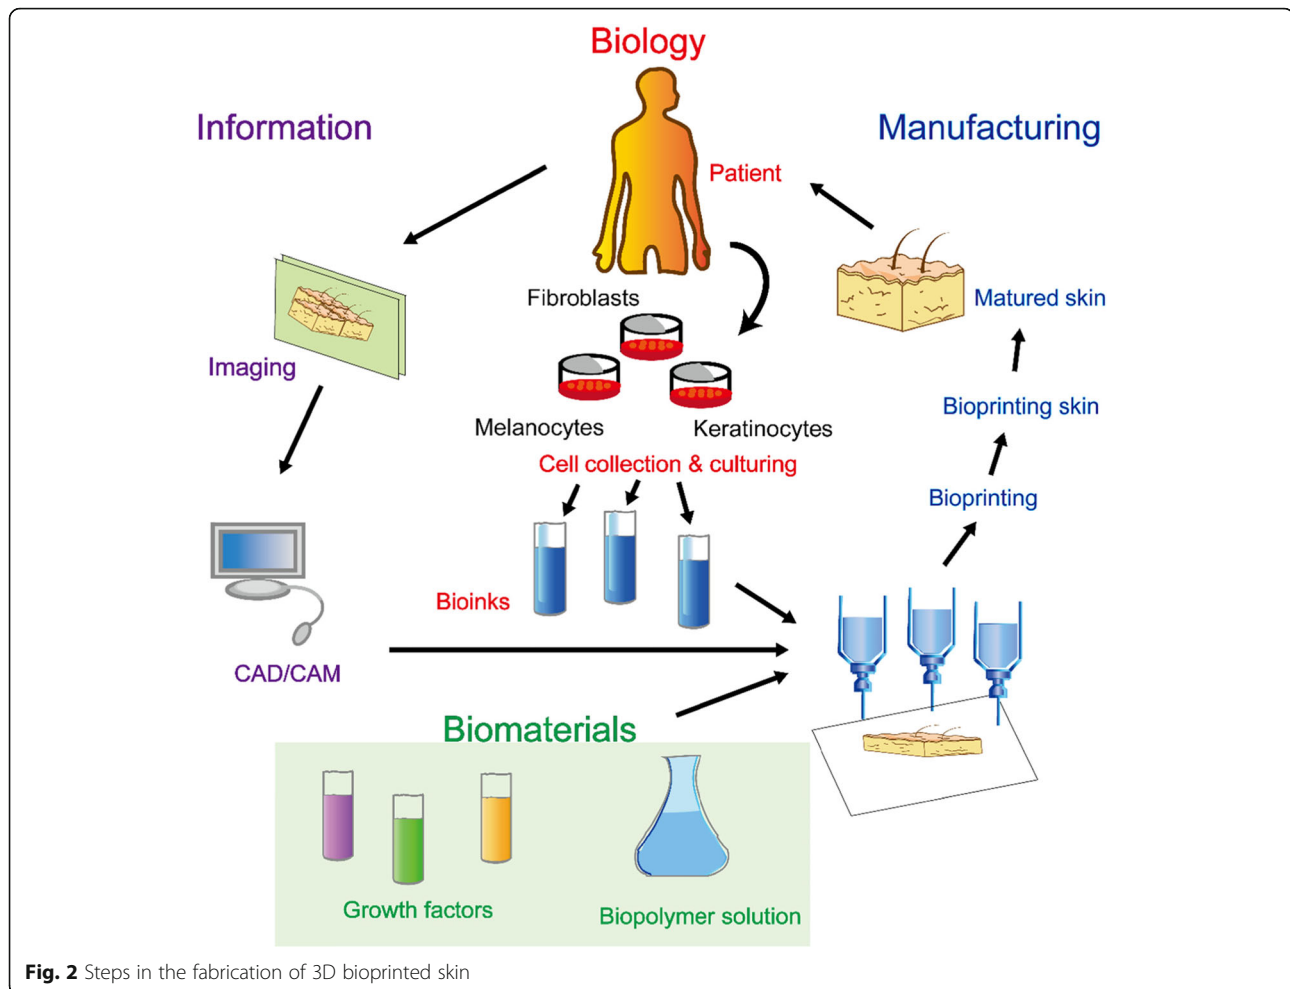 Biology
Information
Manufacturing
Patient
Fibroblasts
Matured skin
Imaging
Bioprinting skin
Melanocytes
Keratinocytes
Cell collection & culturing
Bioprinting
Bioinks
CAD/CAM
Biomaterials
Growth factors
Biopolymer solution
Fig. 2 Steps in the fabrication of 3D bioprinted skin